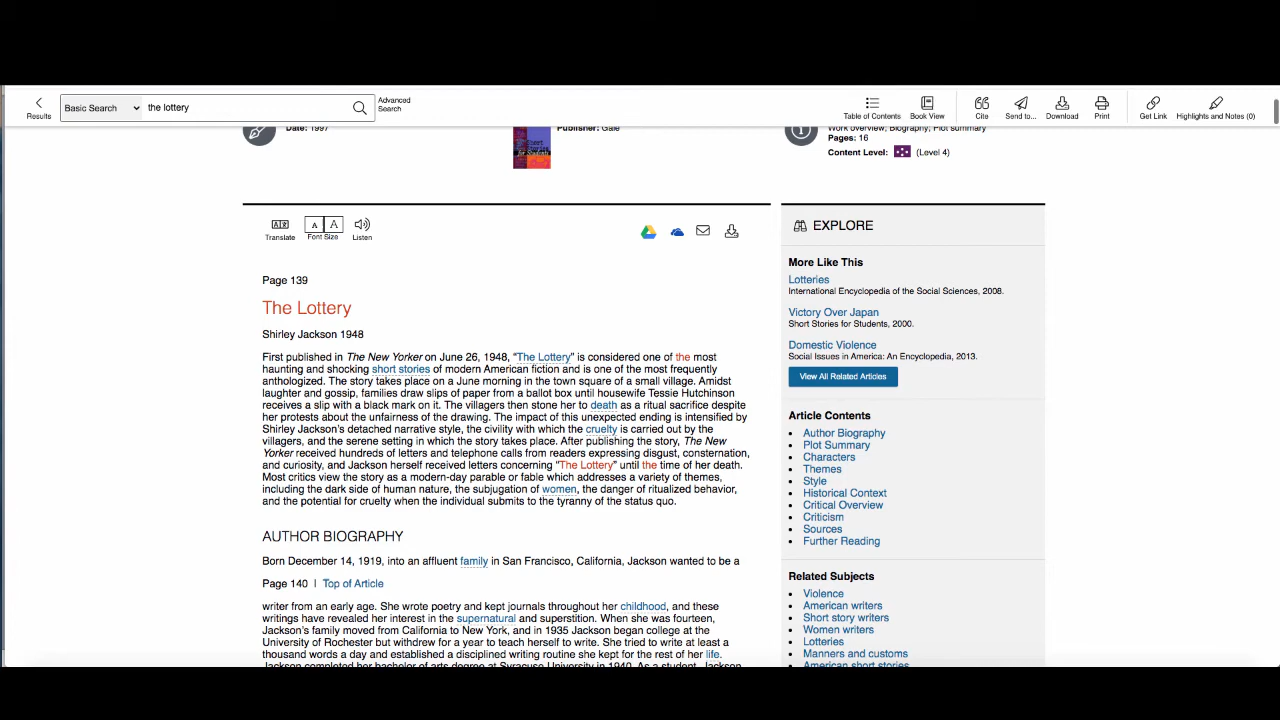 Results
Basic Search
the lottery
Advanced
Search
Table of Contents
Book View
Cite
Send to...
Download
Print
Get Link
Highlights and Notes (0)
Date: 1997
Publisher: Gale
Work overview; Biography; Plot summary
Pages: 16
Content Level: (Level 4)
Translate
A A
Font Size
Listen
Page 139
The Lottery
Shirley Jackson 1948
First published in The New Yorker on June 26, 1948, "The Lottery" is considered one of the most
haunting and shocking short stories of modern American fiction and is one of the most frequently
anthologized. The story takes place on a June morning in the town square of a small village. Amidst
laughter and gossip, families draw slips of paper from a ballot box until housewife Tessie Hutchinson
receives a slip with a black mark on it. The villagers then stone her to death as a ritual sacrifice despite
her protests about the unfairness of the drawing. The impact of this unexpected ending is intensified by
Shirley Jackson's detached narrative style, the civility with which the cruelty is carried out by the
villagers, and the serene setting in which the story takes place. After publishing the story, The New
Yorker received hundreds of letters and telephone calls from readers expressing disgust, consternation,
and curiosity, and Jackson herself received letters concerning "The Lottery" until the time of her death.
Most critics view the story as a modern-day parable or fable which addresses a variety of themes,
including the dark side of human nature, the subjugation of women, the danger of ritualized behavior,
and the potential for cruelty when the individual submits to the tyranny of the status quo.
AUTHOR BIOGRAPHY
Born December 14, 1919, into an affluent family in San Francisco, California, Jackson wanted to be a
Page 140 | Top of Article
writer from an early age. She wrote poetry and kept journals throughout her childhood, and these
writings have revealed her interest in the supernatural and superstition. When she was fourteen,
Jackson's family moved from California to New York, and in 1935 Jackson began college at the
University of Rochester but withdrew for a year to teach herself to write. She tried to write at least a
thousand words a day and established a disciplined writing routine she kept for the rest of her life.
Jackson completed her bachelor of arts degree at Syracuse University in 1940. As a student, Jackson
EXPLORE
More Like This
Lotteries
International Encyclopedia of the Social Sciences, 2008.
Victory Over Japan
Short Stories for Students, 2000.
Domestic Violence
Social Issues in America: An Encyclopedia, 2013.
View All Related Articles
Article Contents
Author Biography
Plot Summary
Characters
Themes
Style
Historical Context
Critical Overview
Criticism
Sources
Further Reading
Related Subjects
Violence
American writers
Short story writers
Women writers
Lotteries
Manners and customs
American short stories